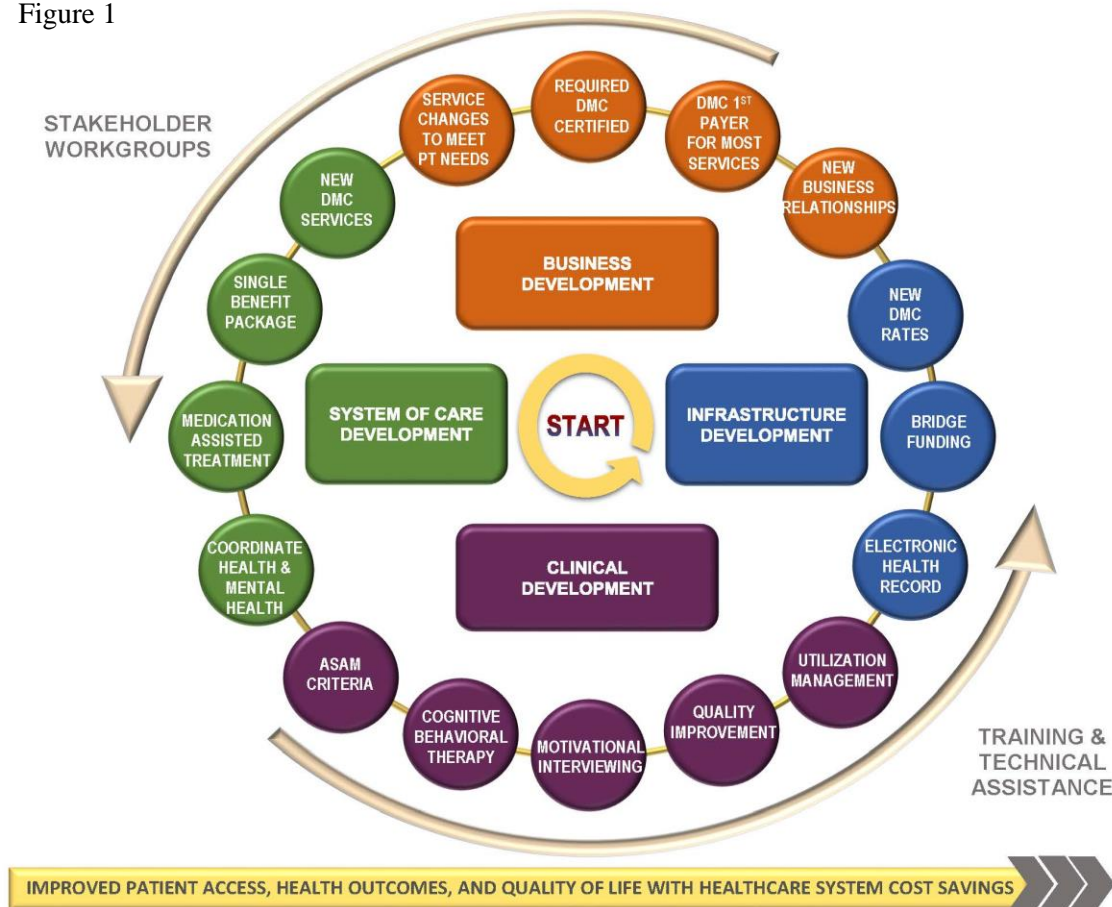 Figure 1
STAKEHOLDER
WORKGROUPS
SERVICE
CHANGES
TO MEET
PT NEEDS
REQUIRED
DMC
CERTIFIED
DMC 1ST
PAYER
FOR MOST
SERVICES
NEW
BUSINESS
RELATIONSHIPS
NEW
DMC
SERVICES
SINGLE
BENEFIT
PACKAGE
MEDICATION
ASSISTED
TREATMENT
COORDINATE
HEALTH &
MENTAL
HEALTH
BUSINESS
DEVELOPMENT
SYSTEM OF CARE
DEVELOPMENT
START
INFRASTRUCTURE
DEVELOPMENT
CLINICAL
DEVELOPMENT
NEW
DMC
RATES
BRIDGE
FUNDING
ELECTRONIC
HEALTH
RECORD
ASAM
CRITERIA
COGNITIVE
BEHAVIORAL
THERAPY
MOTIVATIONAL
INTERVIEWING
QUALITY
IMPROVEMENT
UTILIZATION
MANAGEMENT
TRAINING &
TECHNICAL
ASSISTANCE
IMPROVED PATIENT ACCESS, HEALTH OUTCOMES, AND QUALITY OF LIFE WITH HEALTHCARE SYSTEM COST SAVINGS